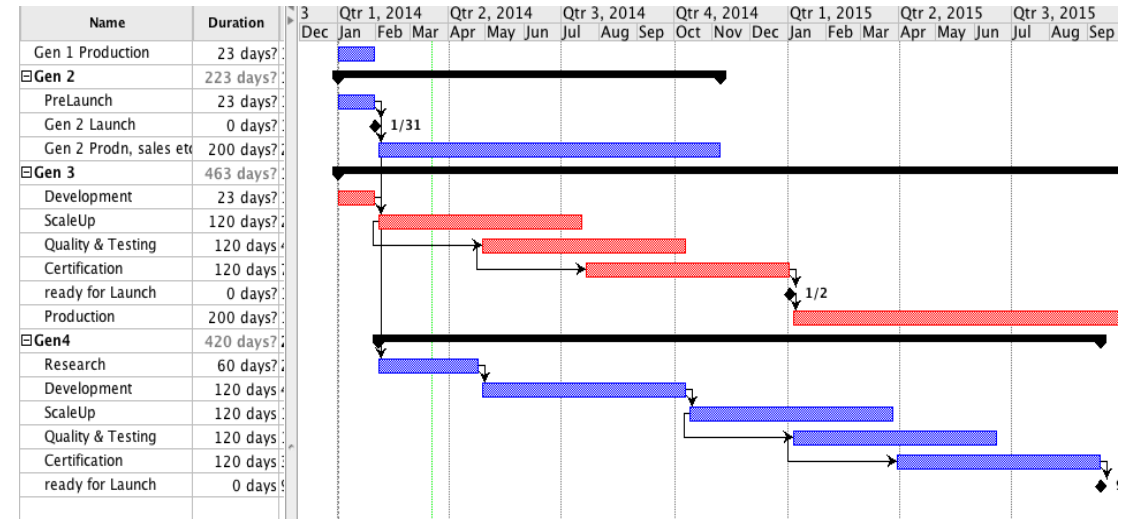 Name Duration 3 Qtr 1, 2014 Qtr 2, 2014 Qtr 3, 2014 Qtr 4, 2014 Qtr 1, 2015 Qtr 2, 2015 Qtr 3, 2015
Dec Jan Feb Mar Apr May Jun Jul Aug Sep Oct Nov Dec Jan Feb Mar Apr May Jun Jul Aug Sep
Gen 1 Production 23 days?
Gen 2 223 days?
PreLaunch 23 days?
Gen 2 Launch 0 days? 1/31
Gen 2 Prodn, sales etc 200 days?
Gen 3 463 days?
Development 23 days?
ScaleUp 120 days?
Quality & Testing 120 days
Certification 120 days
ready for Launch 0 days? 1/2
Production 200 days?
Gen4 420 days?
Research 60 days?
Development 120 days
ScaleUp 120 days
Quality & Testing 120 days
Certification 120 days
ready for Launch 0 days